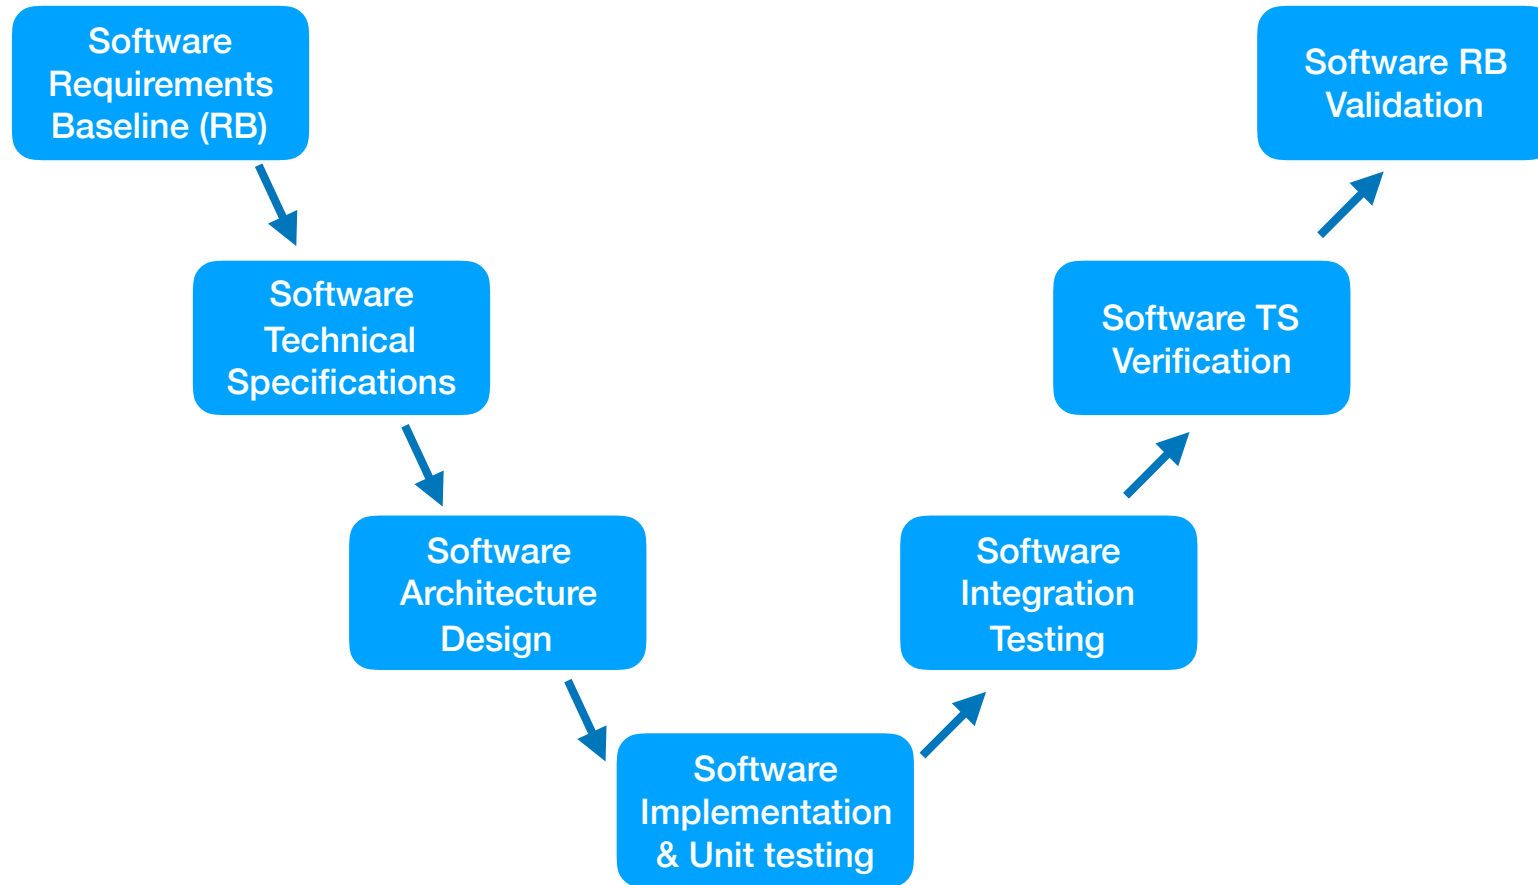 Software
Requirements
Baseline (RB)
Software
Technical
Specifications
Software
Architecture
Design
Software
Implementation
& Unit testing
Software
Integration
Testing
Software TS
Verification
Software RB
Validation